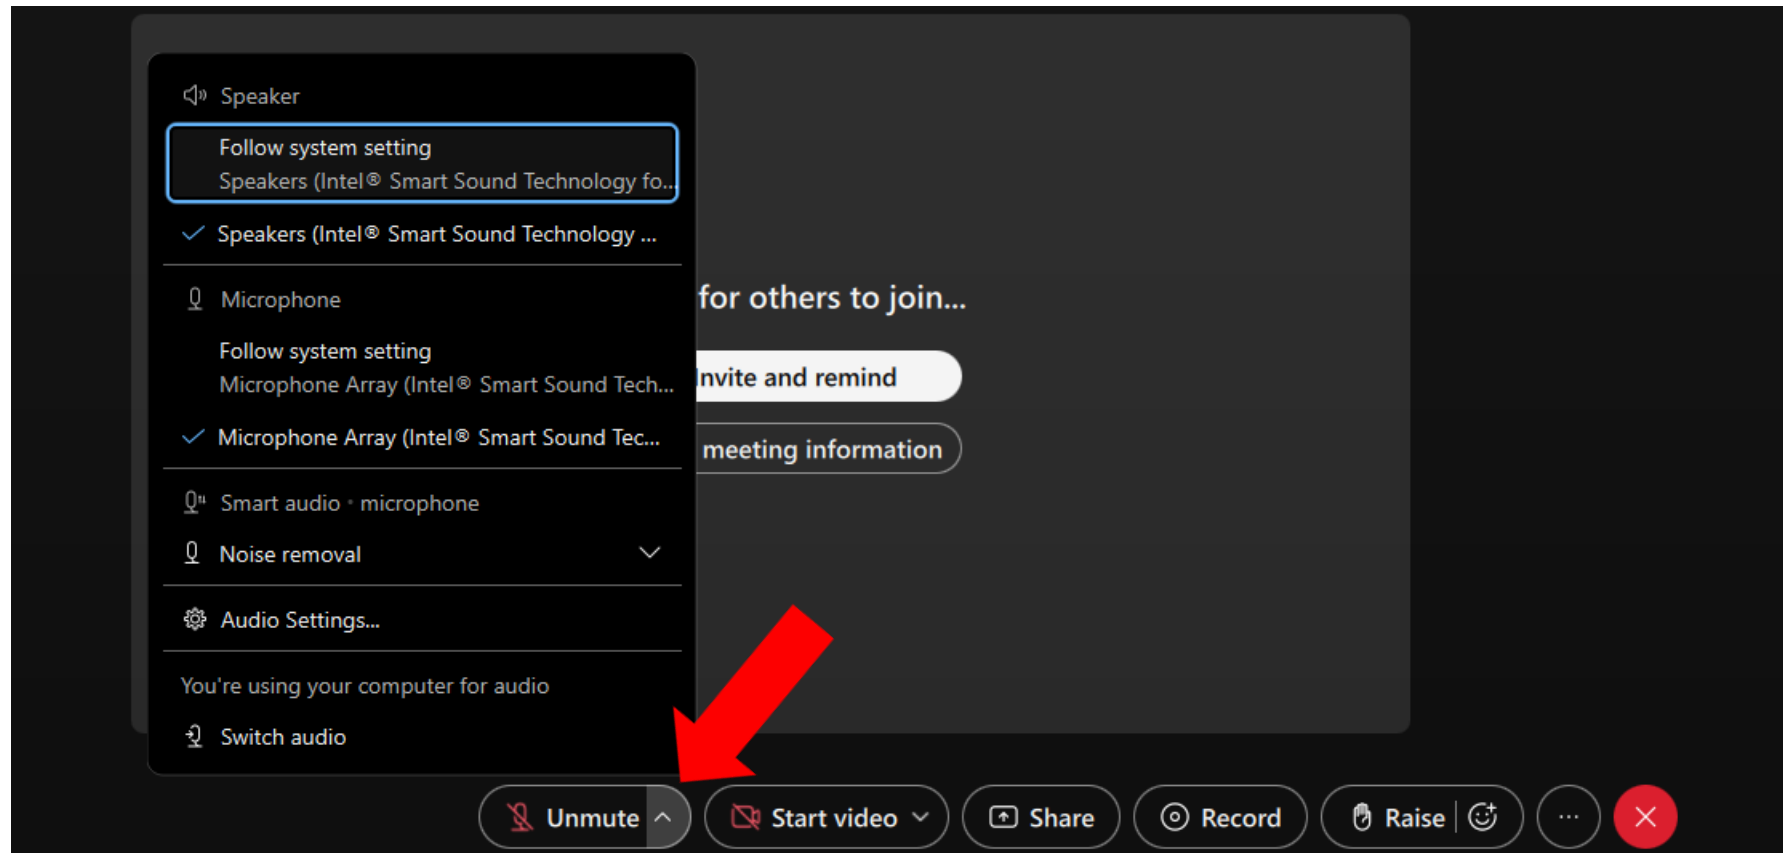 Speaker
Follow system setting
Speakers (Intel® Smart Sound Technology fo...
Speakers (Intel® Smart Sound Technology ...
Microphone
Follow system setting
Microphone Array (Intel® Smart Sound Tech...
Microphone Array (Intel® Smart Sound Tec...
Smart audio • microphone
Noise removal
Audio Settings...
You're using your computer for audio
Switch audio
for others to join...
Invite and remind
meeting information
Unmute
Start video
Share
Record
Raise